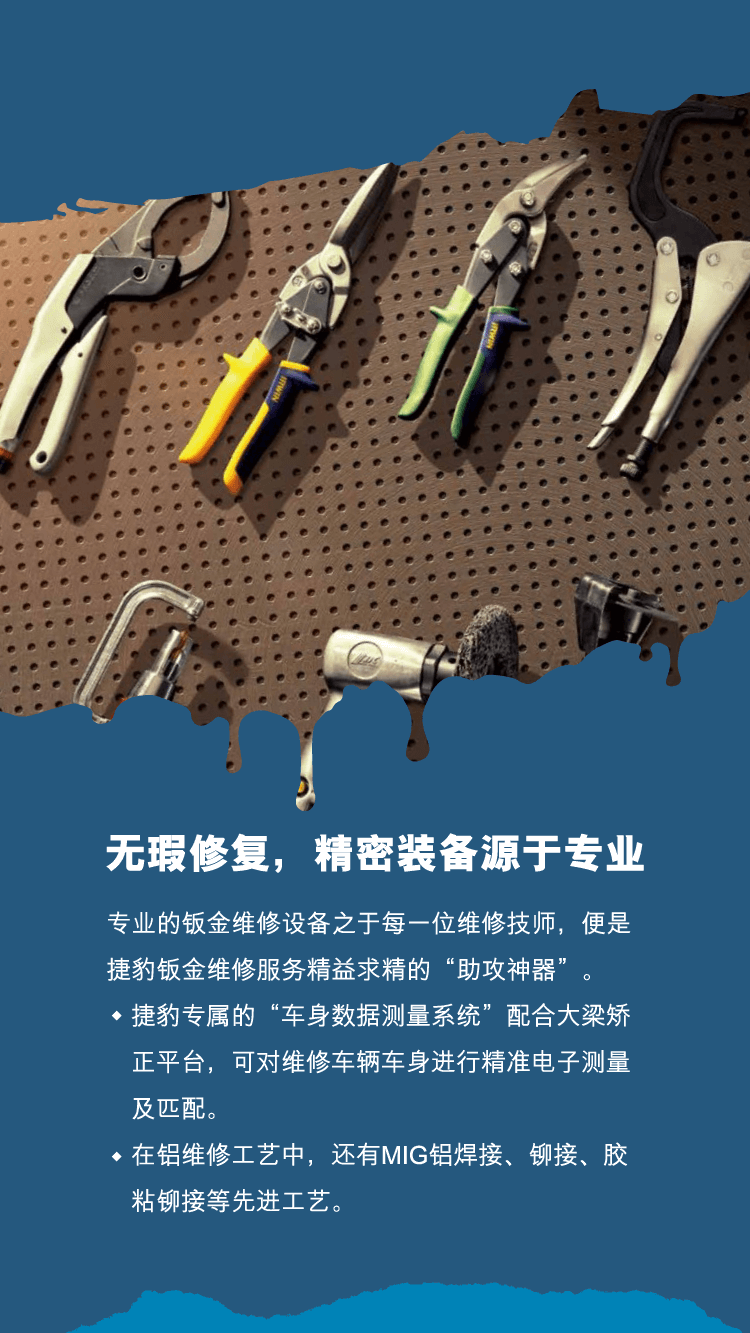 IRWIN
IRWIN
无瑕修复，精密装备源于专业
专业的钣金维修设备之于每一位维修技师，便是
捷豹钣金维修服务精益求精的“助攻神器”。
捷豹专属的“车身数据测量系统”配合大梁矫
正平台，可对维修车辆车身进行精准电子测量
及匹配。
在铝维修工艺中，还有MIG铝焊接、铆接、胶
粘铆接等先进工艺。